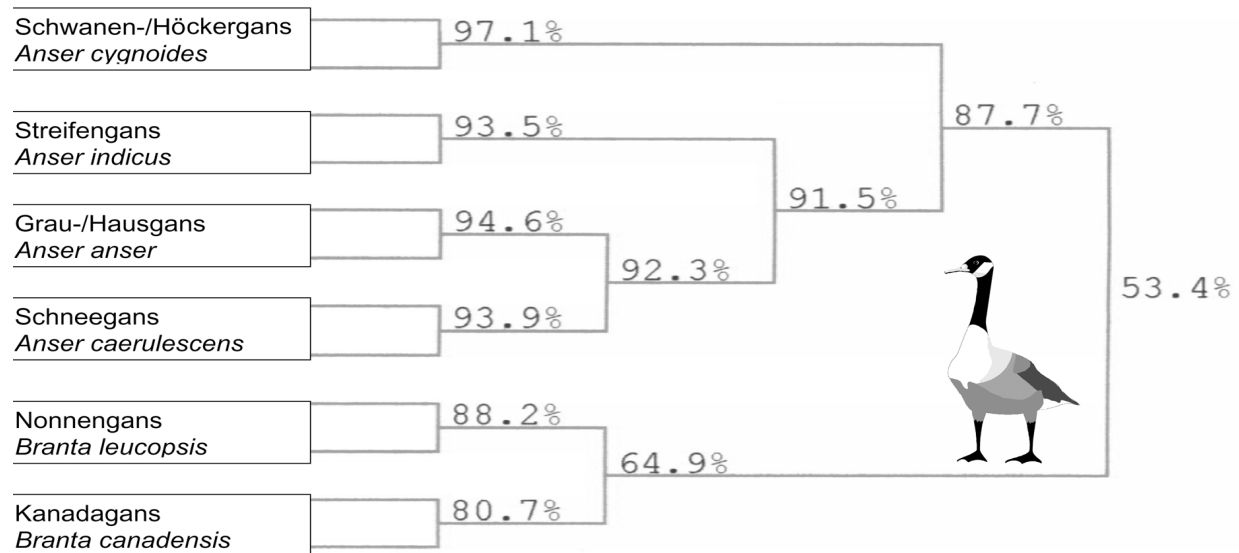 Schwanen-/Höckergans
Anser cygnoides
97.1%
87.7%
Streifengans
Anser indicus
93.5%
91.5%
Grau-/Hausgans
Anser anser
94.6%
92.3%
53.4%
Schneegans
Anser caerulescens
93.9%
Nonnengans
Branta leucopsis
88.2%
64.9%
Kanadagans
Branta canadensis
80.7%